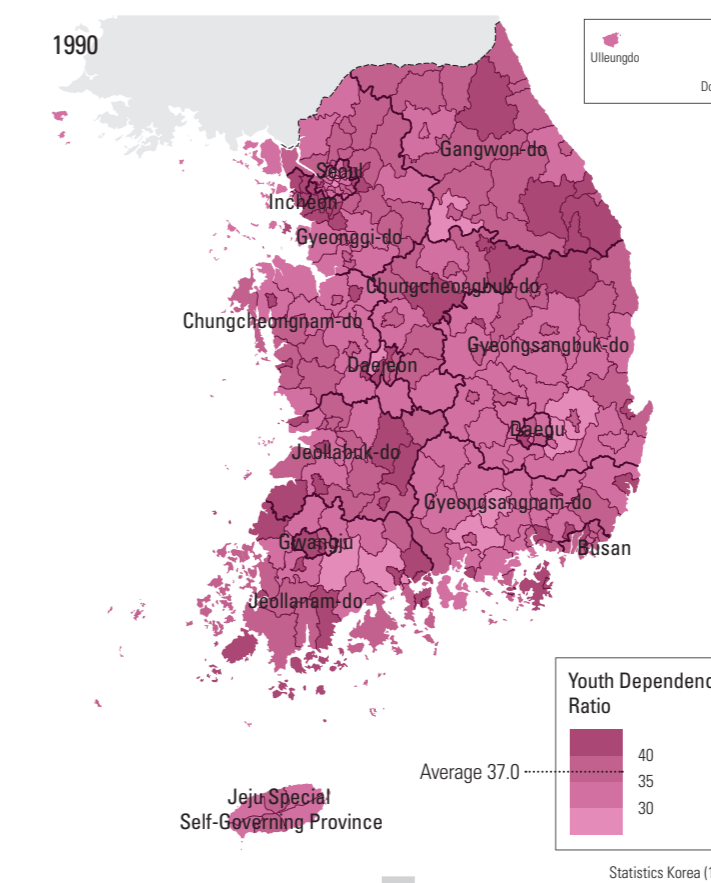 1990
Ulleungdo
Do
Gangwon-do
Seoul
Incheon
Gyeonggi-do
Chungcheongbuk-do
Chungcheongnam-do
Gyeongsangbuk-do
Daejeon
Daegu
Jeollabuk-do
Gyeongsangnam-do
Gwangju
Busan
Jeollanam-do
Youth Dependenc
Ratio
40
Average 37.0
35
30
Jeju Special
Self-Governing Province
Statistics Korea (1